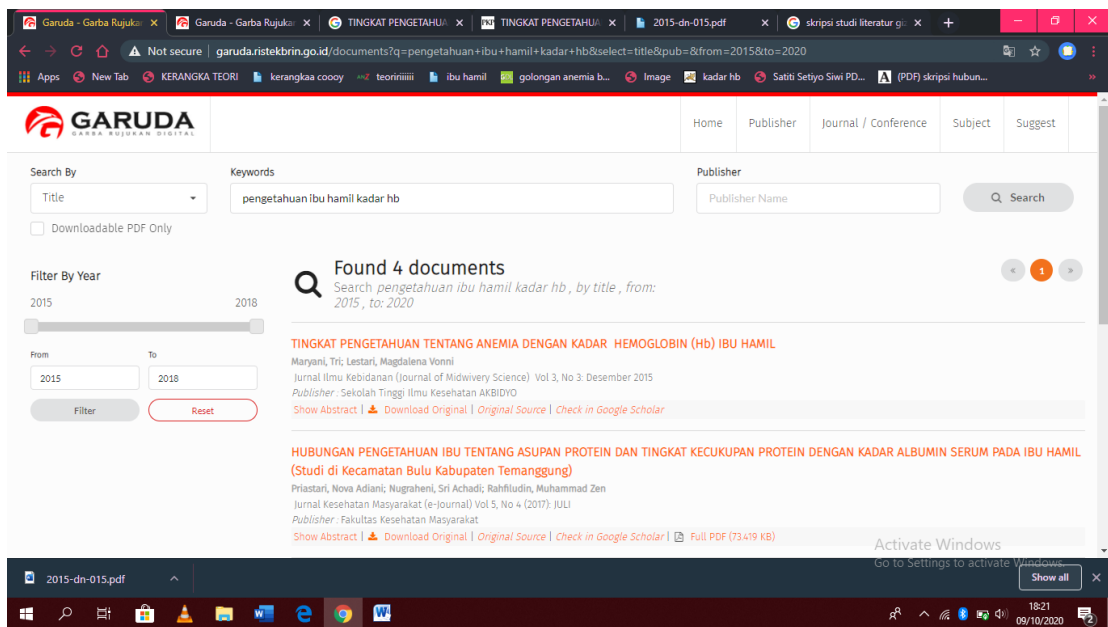 Garuda - Garba Rujukan
Garuda - Garba Rujukan
TINGKAT PENGETAHUA
PKP TINGKAT PENGETAHUA
2015-dn-015.pdf
skripsi studi literatur giz
Not secure | garuda.ristekbrin.go.id/documents?q=pengetahuan+ibu+hamil+kadar+hb&select=title&pub=&from=2015&to=2020
Apps New Tab KERANGKA TEORI kerangkaa coooy teoririiiiii ibu hamil golongan anemia b... Image kadar hb Satiti Setiyo Siwi PD... (PDF) skripsi hubun... »
GARUDA
GARBA RUJUKAN DIGITAL
Home Publisher Journal / Conference Subject Suggest
Search By Keywords Publisher
Title pengetahuan ibu hamil kadar hb Publisher Name Search
Downloadable PDF Only
Filter By Year
2015 2018
From To
2015 2018
Filter Reset
Found 4 documents
Search pengetahuan ibu hamil kadar hb , by title , from:
2015 , to: 2020
« 1 »
TINGKAT PENGETAHUAN TENTANG ANEMIA DENGAN KADAR HEMOGLOBIN (Hb) IBU HAMIL
Maryani, Tri; Lestari, Magdalena Vonni
Jurnal Ilmu Kebidanan (Journal of Midwivery Science) Vol 3, No 3: Desember 2015
Publisher : Sekolah Tinggi Ilmu Kesehatan AKBIDYO
Show Abstract | Download Original | Original Source | Check in Google Scholar
HUBUNGAN PENGETAHUAN IBU TENTANG ASUPAN PROTEIN DAN TINGKAT KECUKUPAN PROTEIN DENGAN KADAR ALBUMIN SERUM PADA IBU HAMIL
(Studi di Kecamatan Bulu Kabupaten Temanggung)
Priastari, Nova Adiani; Nugraheni, Sri Achadi; Rahfiludin, Muhammad Zen
Jurnal Kesehatan Masyarakat (e-Journal) Vol 5, No 4 (2017): JULI
Publisher : Fakultas Kesehatan Masyarakat
Show Abstract | Download Original | Original Source | Check in Google Scholar | Full PDF (73.419 KB)
Activate Windows
Go to Settings to activate Windows.
2015-dn-015.pdf Show all
18:21
09/10/2020